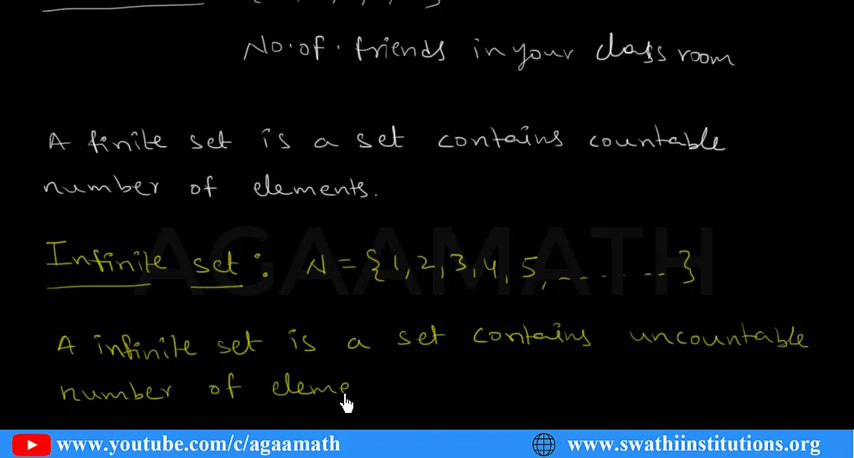 No. of. friends in your class room
A finite set is a set contains countable
number of elements.
AGAAMATH
Infinite set: N = {1, 2, 3, 4, 5, ........}
A infinite set is a set contains uncountable
number of eleme
www.youtube.com/c/agaamath
www.swathiinstitutions.org